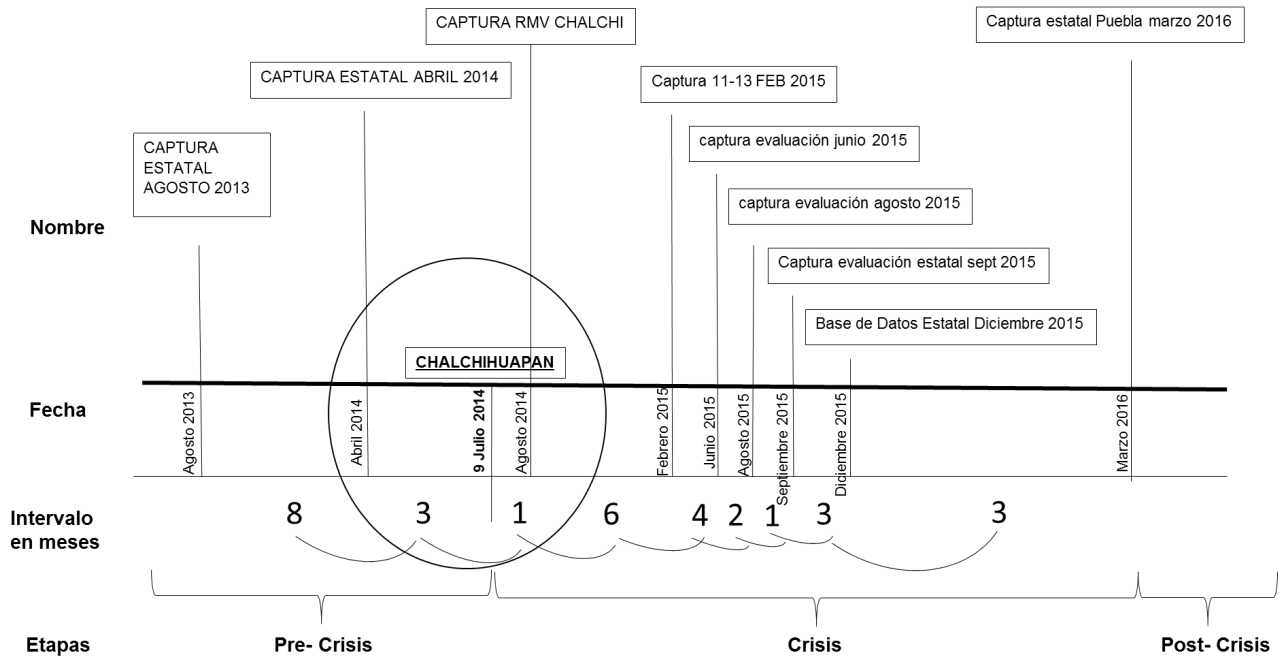 CAPTURA RMV CHALCHI
Captura estatal Puebla marzo 2016
CAPTURA ESTATAL ABRIL 2014
Captura 11-13 FEB 2015
CAPTURA
ESTATAL
AGOSTO 2013
captura evaluación junio 2015
captura evaluación agosto 2015
Nombre
Captura evaluación estatal sept 2015
Base de Datos Estatal Diciembre 2015
CHALCHIHUAPAN
Fecha
Agosto 2013
Abril 2014
9 Julio 2014
Agosto 2014
Febrero 2015
Junio 2015
Agosto 2015
Septiembre 2015
Diciembre 2015
Marzo 2016
Intervalo
en meses
8
3
1
6
4
2
1
3
3
Etapas
Pre- Crisis
Crisis
Post- Crisis